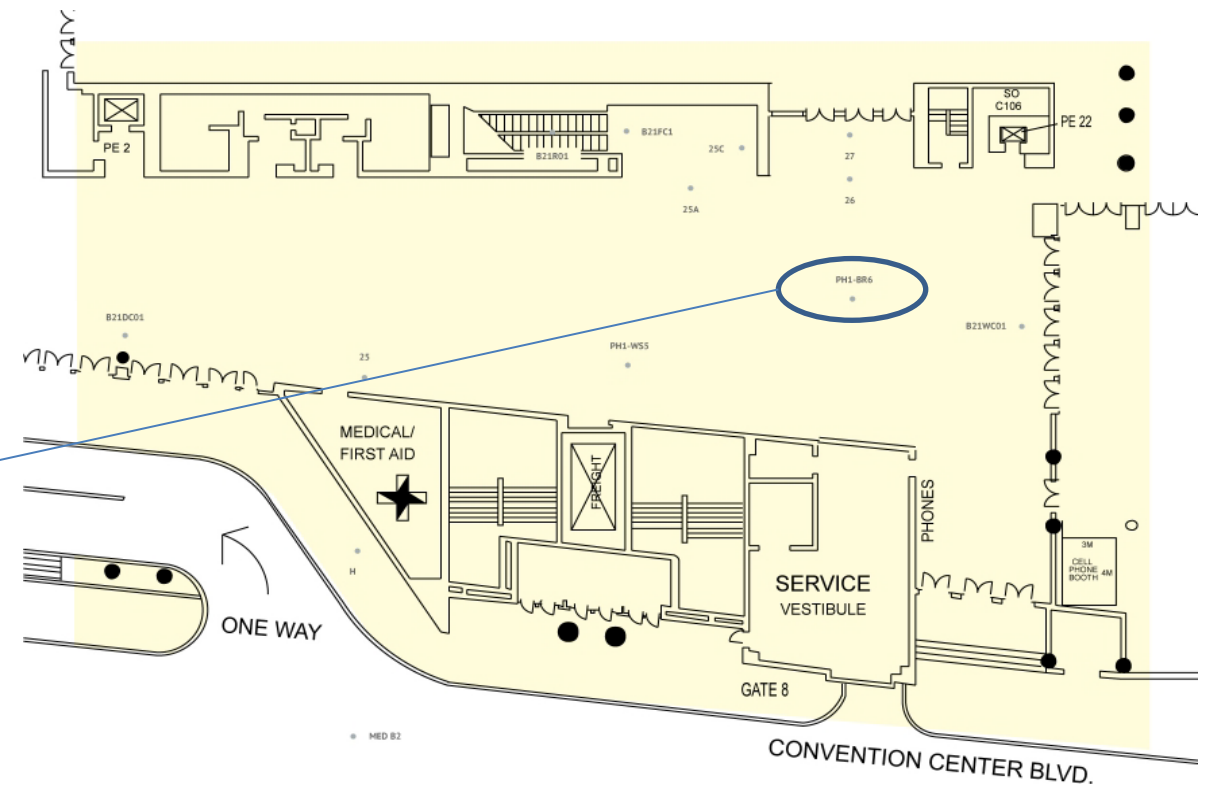 SO
C106
PE 22
PE 2
B21R01
B21FC1
25C
27
25A
26
PH1-BR6
B21DC01
B21WC01
PH1-WS5
25
MEDICAL/
FIRST AID
FREIGHT
PHONES
3M
CELL
PHONE
BOOTH
4M
H
SERVICE
VESTIBULE
ONE WAY
GATE 8
MED B2
CONVENTION CENTER BLVD.